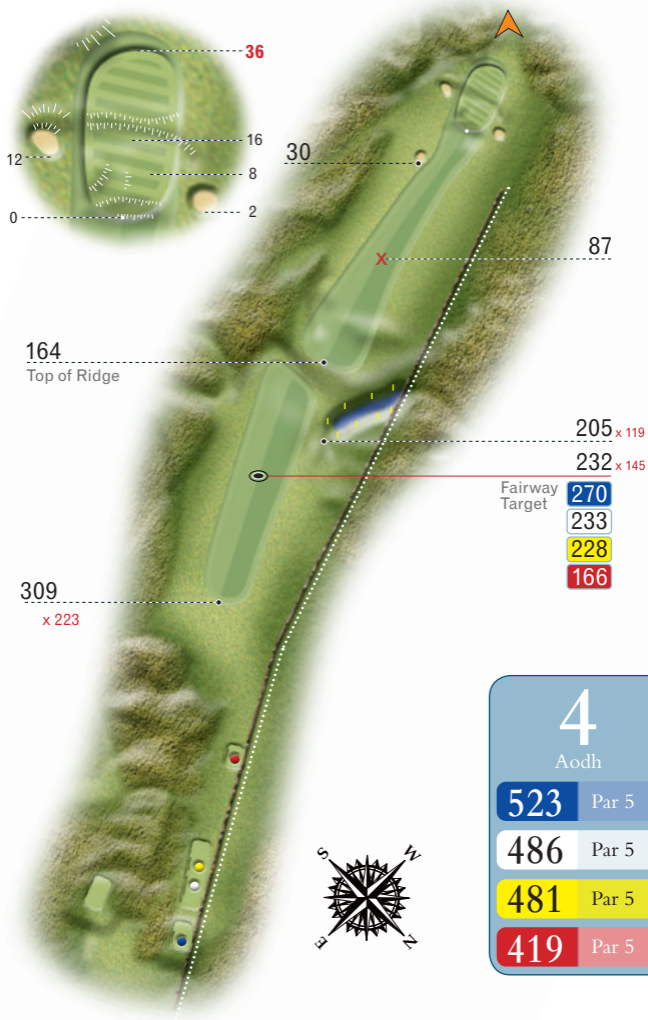 36
16
12
8
2
0
30
87
X
164
Top of Ridge
205 x 119
232 x 145
Fairway
Target
270
233
228
166
309
x 223
4
Aodh
523 Par 5
486 Par 5
481 Par 5
419 Par 5
S
W
E
N